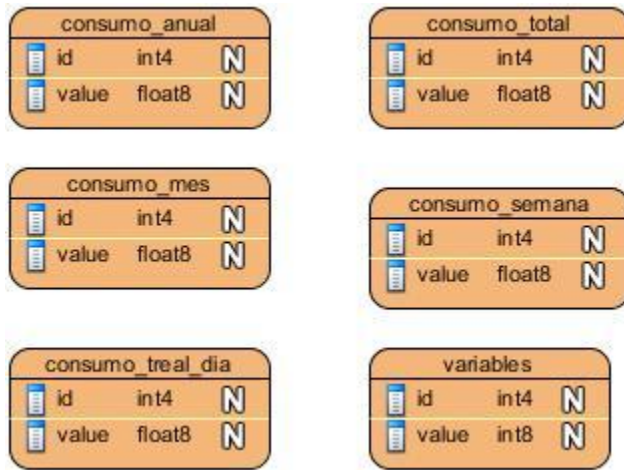 consumo_anual
id int4 N
value float8 N
consumo_total
id int4 N
value float8 N
consumo_mes
id int4 N
value float8 N
consumo_semana
id int4 N
value float8 N
consumo_treal_dia
id int4 N
value float8 N
variables
id int4 N
value int8 N